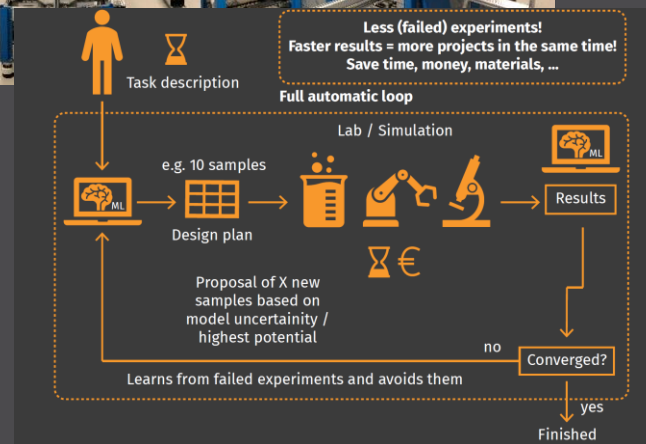 Less (failed) experiments!
Faster results = more projects in the same time!
Save time, money, materials, ...
Task description
Full automatic loop
Lab / Simulation
ML
e.g. 10 samples
ML
Results
Design plan
€
Proposal of X new
samples based on
model uncertainity /
highest potential
no
Converged?
Learns from failed experiments and avoids them
yes
Finished